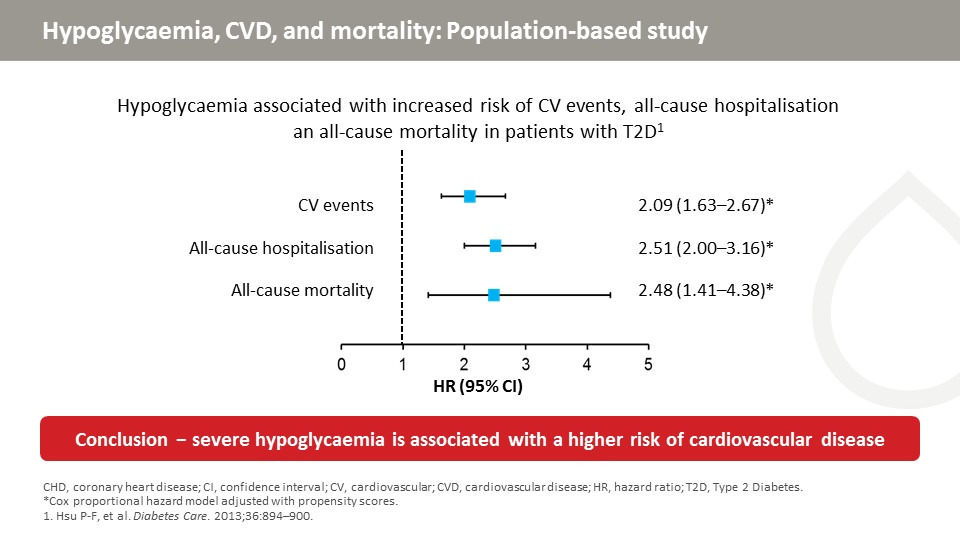 Hypoglycaemia, CVD, and mortality: Population-based study
Hypoglycaemia associated with increased risk of CV events, all-cause hospitalisation
an all-cause mortality in patients with T2D¹
CV events 2.09 (1.63–2.67)*
All-cause hospitalisation 2.51 (2.00–3.16)*
All-cause mortality 2.48 (1.41–4.38)*
0 1 2 3 4 5
HR (95% CI)
Conclusion – severe hypoglycaemia is associated with a higher risk of cardiovascular disease
CHD, coronary heart disease; CI, confidence interval; CV, cardiovascular; CVD, cardiovascular disease; HR, hazard ratio; T2D, Type 2 Diabetes.
*Cox proportional hazard model adjusted with propensity scores.
1. Hsu P-F, et al. Diabetes Care. 2013;36:894–900.